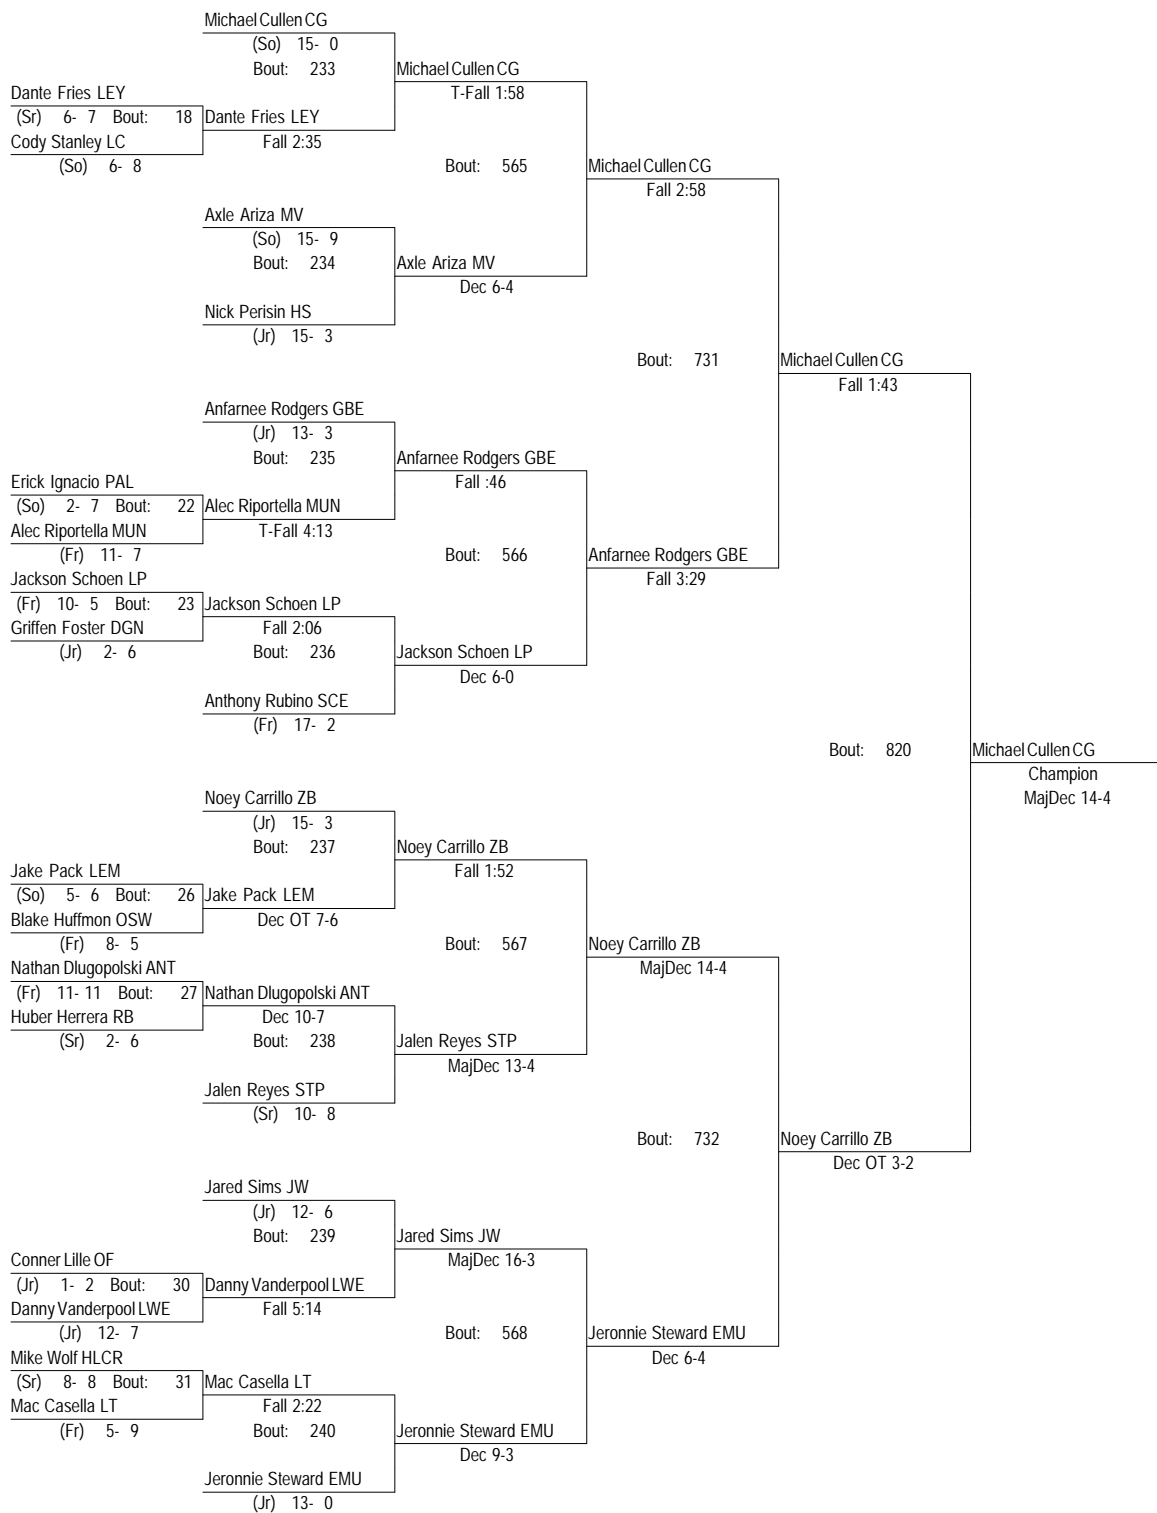 Michael Cullen CG
(So) 15- 0
Bout: 233
Michael Cullen CG
T-Fall 1:58
Dante Fries LEY
(Sr) 6- 7 Bout: 18
Dante Fries LEY
Cody Stanley LC
Fall 2:35
(So) 6- 8
Bout: 565
Michael Cullen CG
Fall 2:58
Axle Ariza MV
(So) 15- 9
Bout: 234
Axle Ariza MV
Dec 6-4
Nick Perisin HS
(Jr) 15- 3
Bout: 731
Michael Cullen CG
Fall 1:43
Anfarnee Rodgers GBE
(Jr) 13- 3
Bout: 235
Anfarnee Rodgers GBE
Fall :46
Erick Ignacio PAL
(So) 2- 7 Bout: 22
Alec Riportella MUN
Alec Riportella MUN
T-Fall 4:13
(Fr) 11- 7
Bout: 566
Anfarnee Rodgers GBE
Fall 3:29
Jackson Schoen LP
(Fr) 10- 5 Bout: 23
Jackson Schoen LP
Griffen Foster DGN
Fall 2:06
(Jr) 2- 6
Bout: 236
Jackson Schoen LP
Dec 6-0
Anthony Rubino SCE
(Fr) 17- 2
Bout: 820
Michael Cullen CG
Champion
MajDec 14-4
Noey Carrillo ZB
(Jr) 15- 3
Bout: 237
Noey Carrillo ZB
Fall 1:52
Jake Pack LEM
(So) 5- 6 Bout: 26
Jake Pack LEM
Blake Huffmon OSW
Dec OT 7-6
(Fr) 8- 5
Bout: 567
Noey Carrillo ZB
MajDec 14-4
Nathan Dlugopolski ANT
(Fr) 11- 11 Bout: 27
Nathan Dlugopolski ANT
Huber Herrera RB
Dec 10-7
(Sr) 2- 6
Bout: 238
Jalen Reyes STP
MajDec 13-4
Jalen Reyes STP
(Sr) 10- 8
Bout: 732
Noey Carrillo ZB
Dec OT 3-2
Jared Sims JW
(Jr) 12- 6
Bout: 239
Jared Sims JW
MajDec 16-3
Conner Lille OF
(Jr) 1- 2 Bout: 30
Danny Vanderpool LWE
Danny Vanderpool LWE
Fall 5:14
(Jr) 12- 7
Bout: 568
Jeronnie Steward EMU
Dec 6-4
Mike Wolf HLCR
(Sr) 8- 8 Bout: 31
Mac Casella LT
Mac Casella LT
Fall 2:22
(Fr) 5- 9
Bout: 240
Jeronnie Steward EMU
Dec 9-3
Jeronnie Steward EMU
(Jr) 13- 0